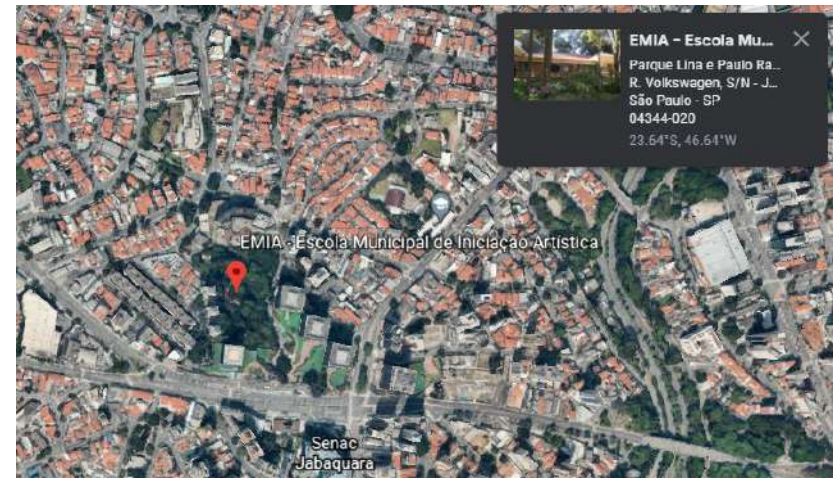 EMIA - Escola Mu...
Parque Lina e Paulo Ra...
R. Volkswagen, S/N - J...
São Paulo - SP
04344-020
23.64°S, 46.64°W
EMIA - Escola Municipal de Iniciação Artística
Senac
Jabaquara